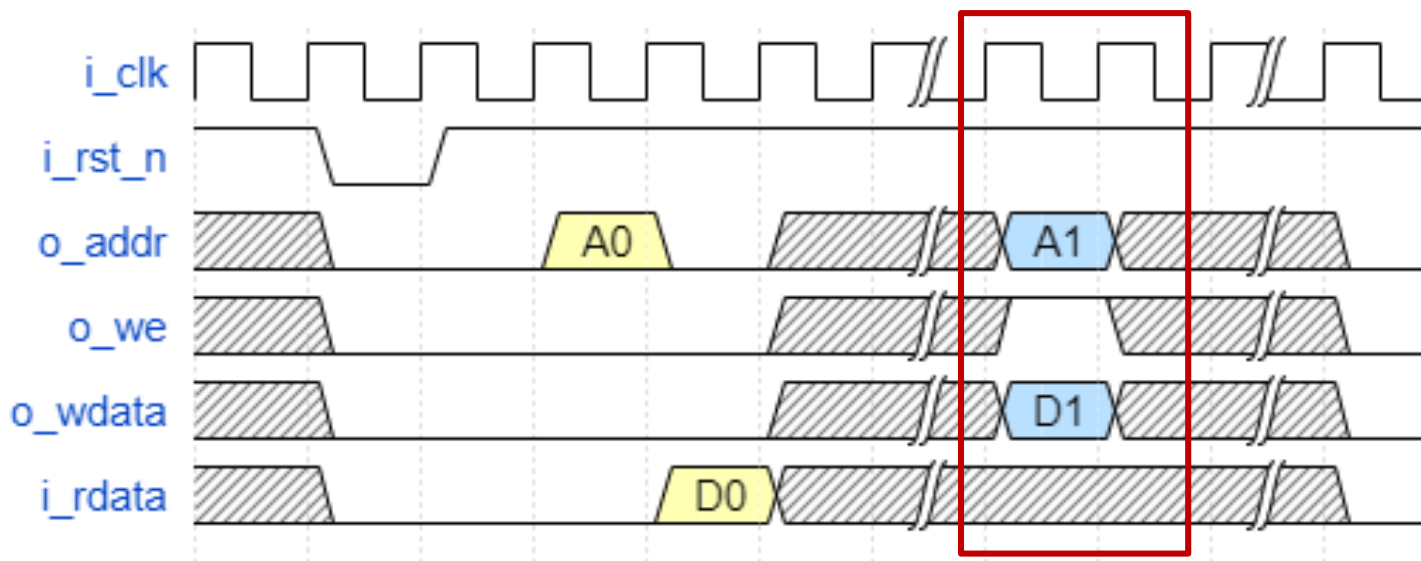 i_clk
i_rst_n
o_addr A0 A1
o_we
o_wdata D1
i_rdata D0